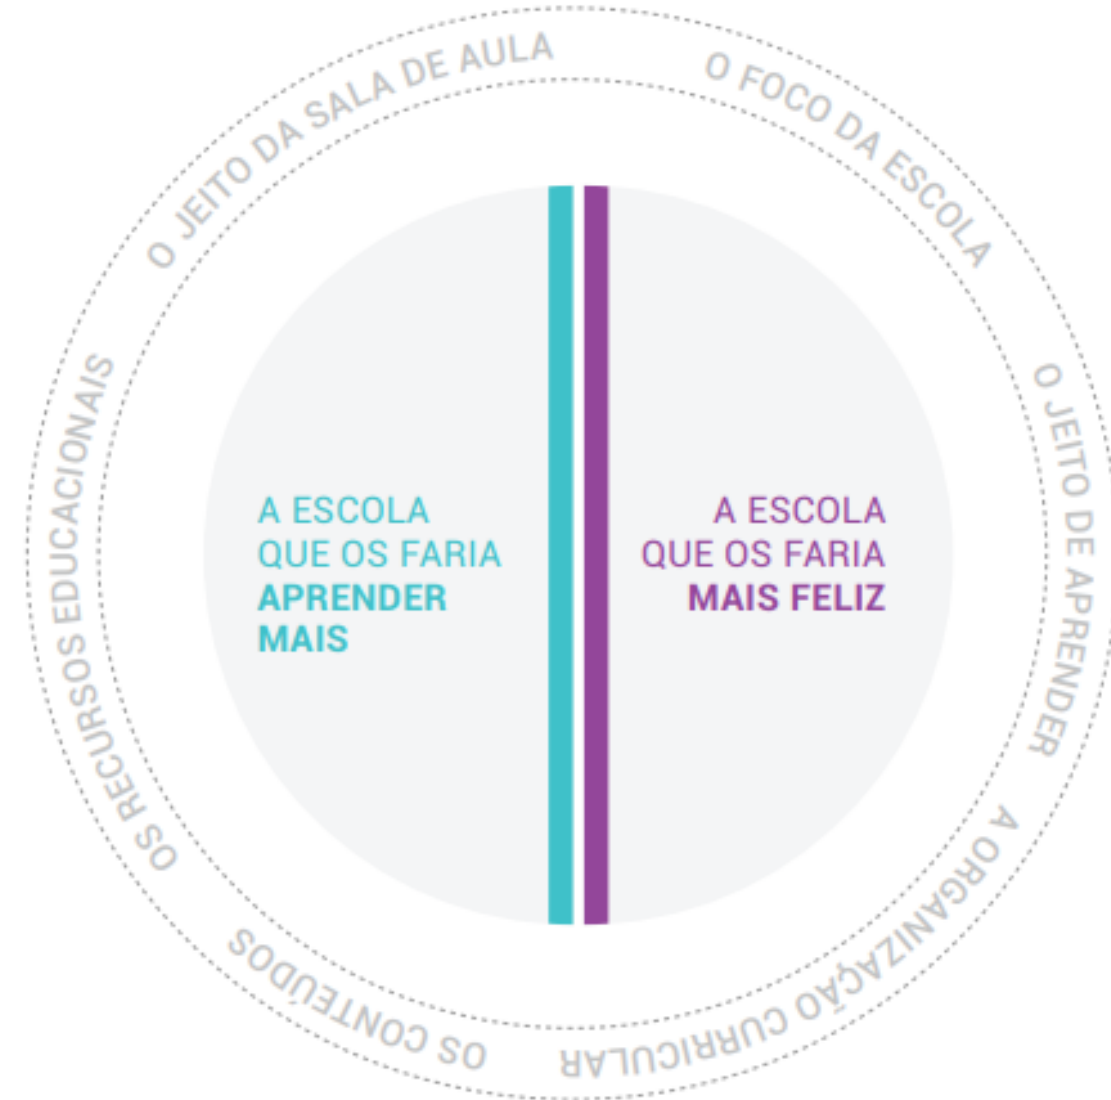 O JEITO DA SALA DE AULA
O FOCO DA ESCOLA
O JEITO DE APRENDER
A ORGANIZAÇÃO CURRICULAR
OS CONTEÚDOS
OS RECURSOS EDUCACIONAIS
A ESCOLA
QUE OS FARIA
APRENDER
MAIS
A ESCOLA
QUE OS FARIA
MAIS FELIZ